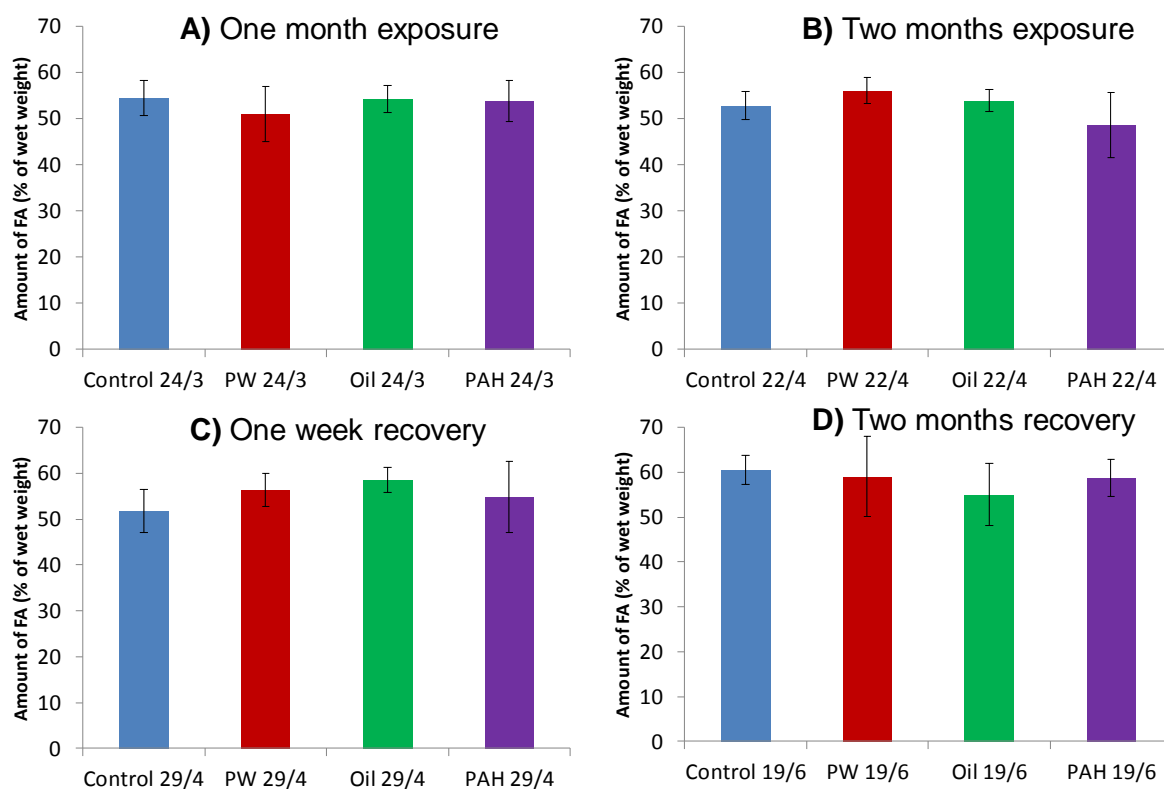 A) One month exposure
Amount of FA (% of wet weight)
70
60
50
40
30
20
10
0
Control 24/3 PW 24/3 Oil 24/3 PAH 24/3
B) Two months exposure
Amount of FA (% of wet weight)
70
60
50
40
30
20
10
0
Control 22/4 PW 22/4 Oil 22/4 PAH 22/4
C) One week recovery
Amount of FA (% of wet weight)
70
60
50
40
30
20
10
0
Control 29/4 PW 29/4 Oil 29/4 PAH 29/4
D) Two months recovery
Amount of FA (% of wet weight)
70
60
50
40
30
20
10
0
Control 19/6 PW 19/6 Oil 19/6 PAH 19/6